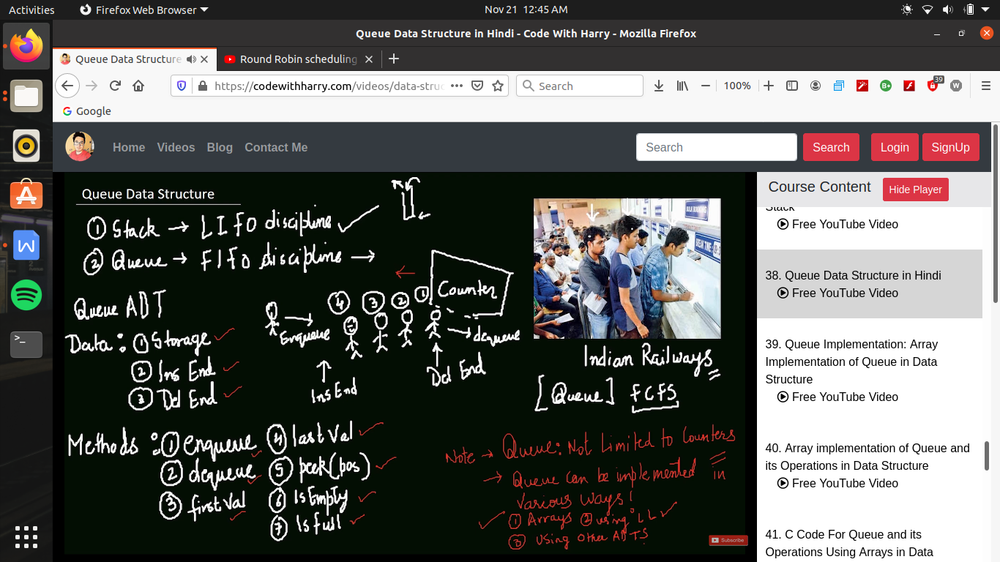 Activities
Firefox Web Browser
Nov 21 12:45 AM
Queue Data Structure in Hindi - Code With Harry - Mozilla Firefox
Queue Data Structure
Round Robin scheduling
https://codewithharry.com/videos/data-struc
Search
100%
39
Google
Home
Videos
Blog
Contact Me
Search
Search
Login
SignUp
Queue Data Structure
① Stack → LIFO discipline
② Queue → FIFO discipline →
Queue ADT
Data: ① Storage
② Ins End
③ Del End
④ ③ ② ①
Counter
Enqueue
dequeue
Ins End
Del End
BULK BOOKING
Indian Railways
[Queue] FCFS
Methods: ① enqueue
② dequeue
③ firstVal
④ lastVal
⑤ peek(pos)
⑥ IsEmpty
⑦ Isfull
Note → Queue: Not Limited to Counters
→ Queue can be implemented in
various ways!
① Arrays ② using LL
③ Using other ADTs
Subscribe
Course Content
Hide Player
Stack
Free YouTube Video
38. Queue Data Structure in Hindi
Free YouTube Video
39. Queue Implementation: Array
Implementation of Queue in Data
Structure
Free YouTube Video
40. Array implementation of Queue and
its Operations in Data Structure
Free YouTube Video
41. C Code For Queue and its
Operations Using Arrays in Data